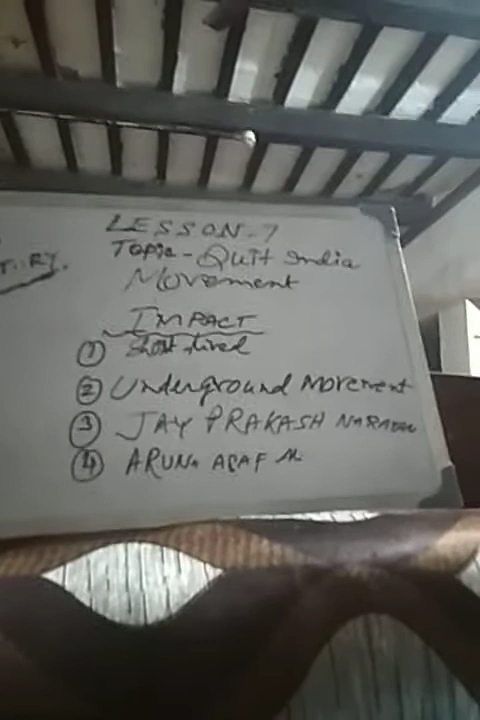 LESSON-7
Topic - Quit India
Movement
IMPACT
① Short lived
② Underground Movement
③ JAY PRAKASH NARAYAN
④ ARUNA ASAF